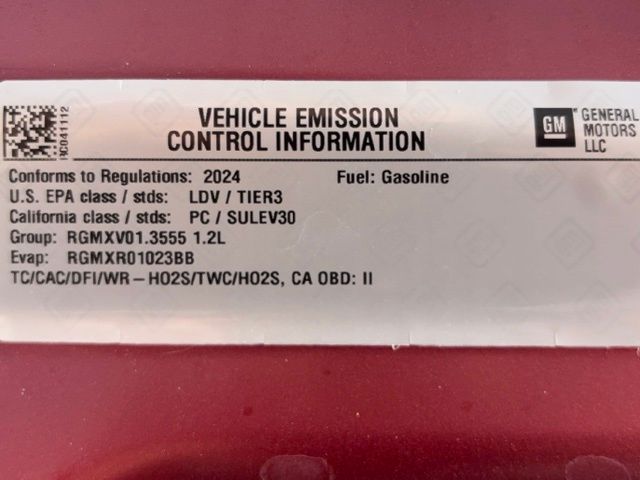 VEHICLE EMISSION
CONTROL INFORMATION
GM
GENERAL
MOTORS
LLC
Conforms to Regulations: 2024 Fuel: Gasoline
U.S. EPA class / stds: LDV / TIER3
California class / stds: PC / SULEV30
Group: RGMXV01.3555 1.2L
Evap: RGMXR01023BB
TC/CAC/DFI/WR – HO2S/TWC/HO2S, CA OBD: II